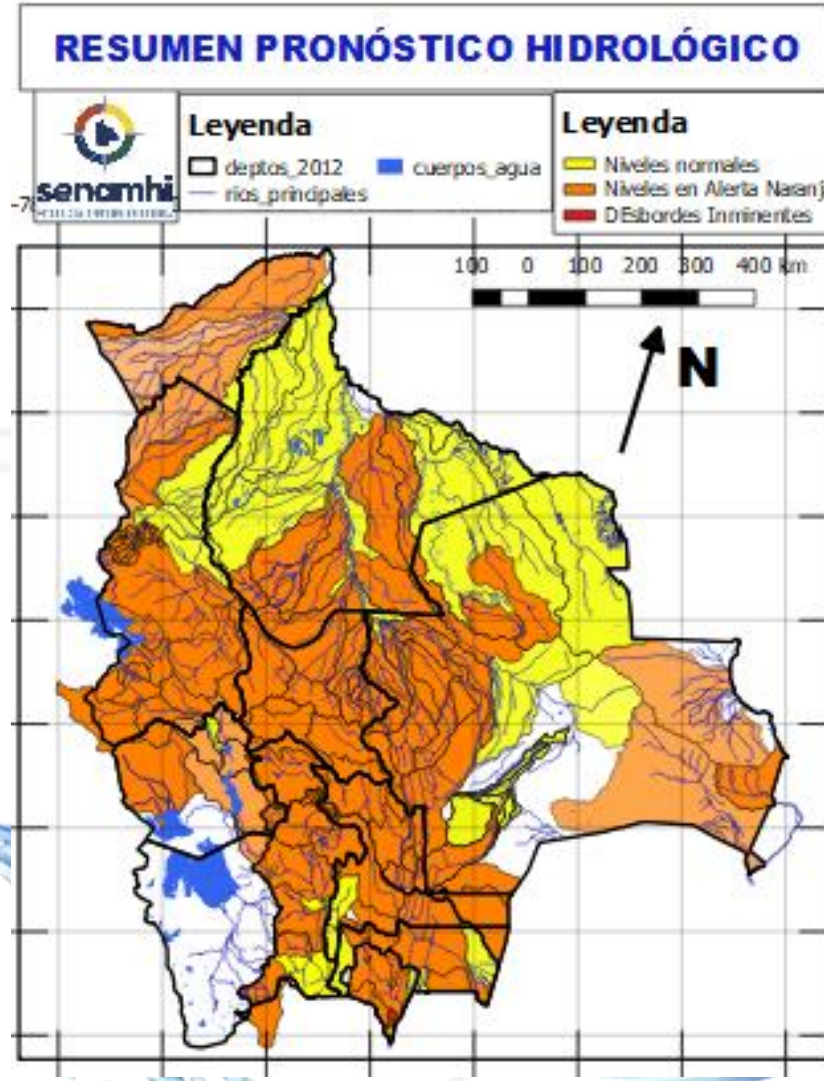 RESUMEN PRONÓSTICO HIDROLÓGICO
senamhi
Leyenda
deptos_2012
cuerpos_agua
rios_principales
Leyenda
Niveles normales
Niveles en Alerta Naranj
DEsbordes Inminentes
100 0 100 200 300 400 km
N